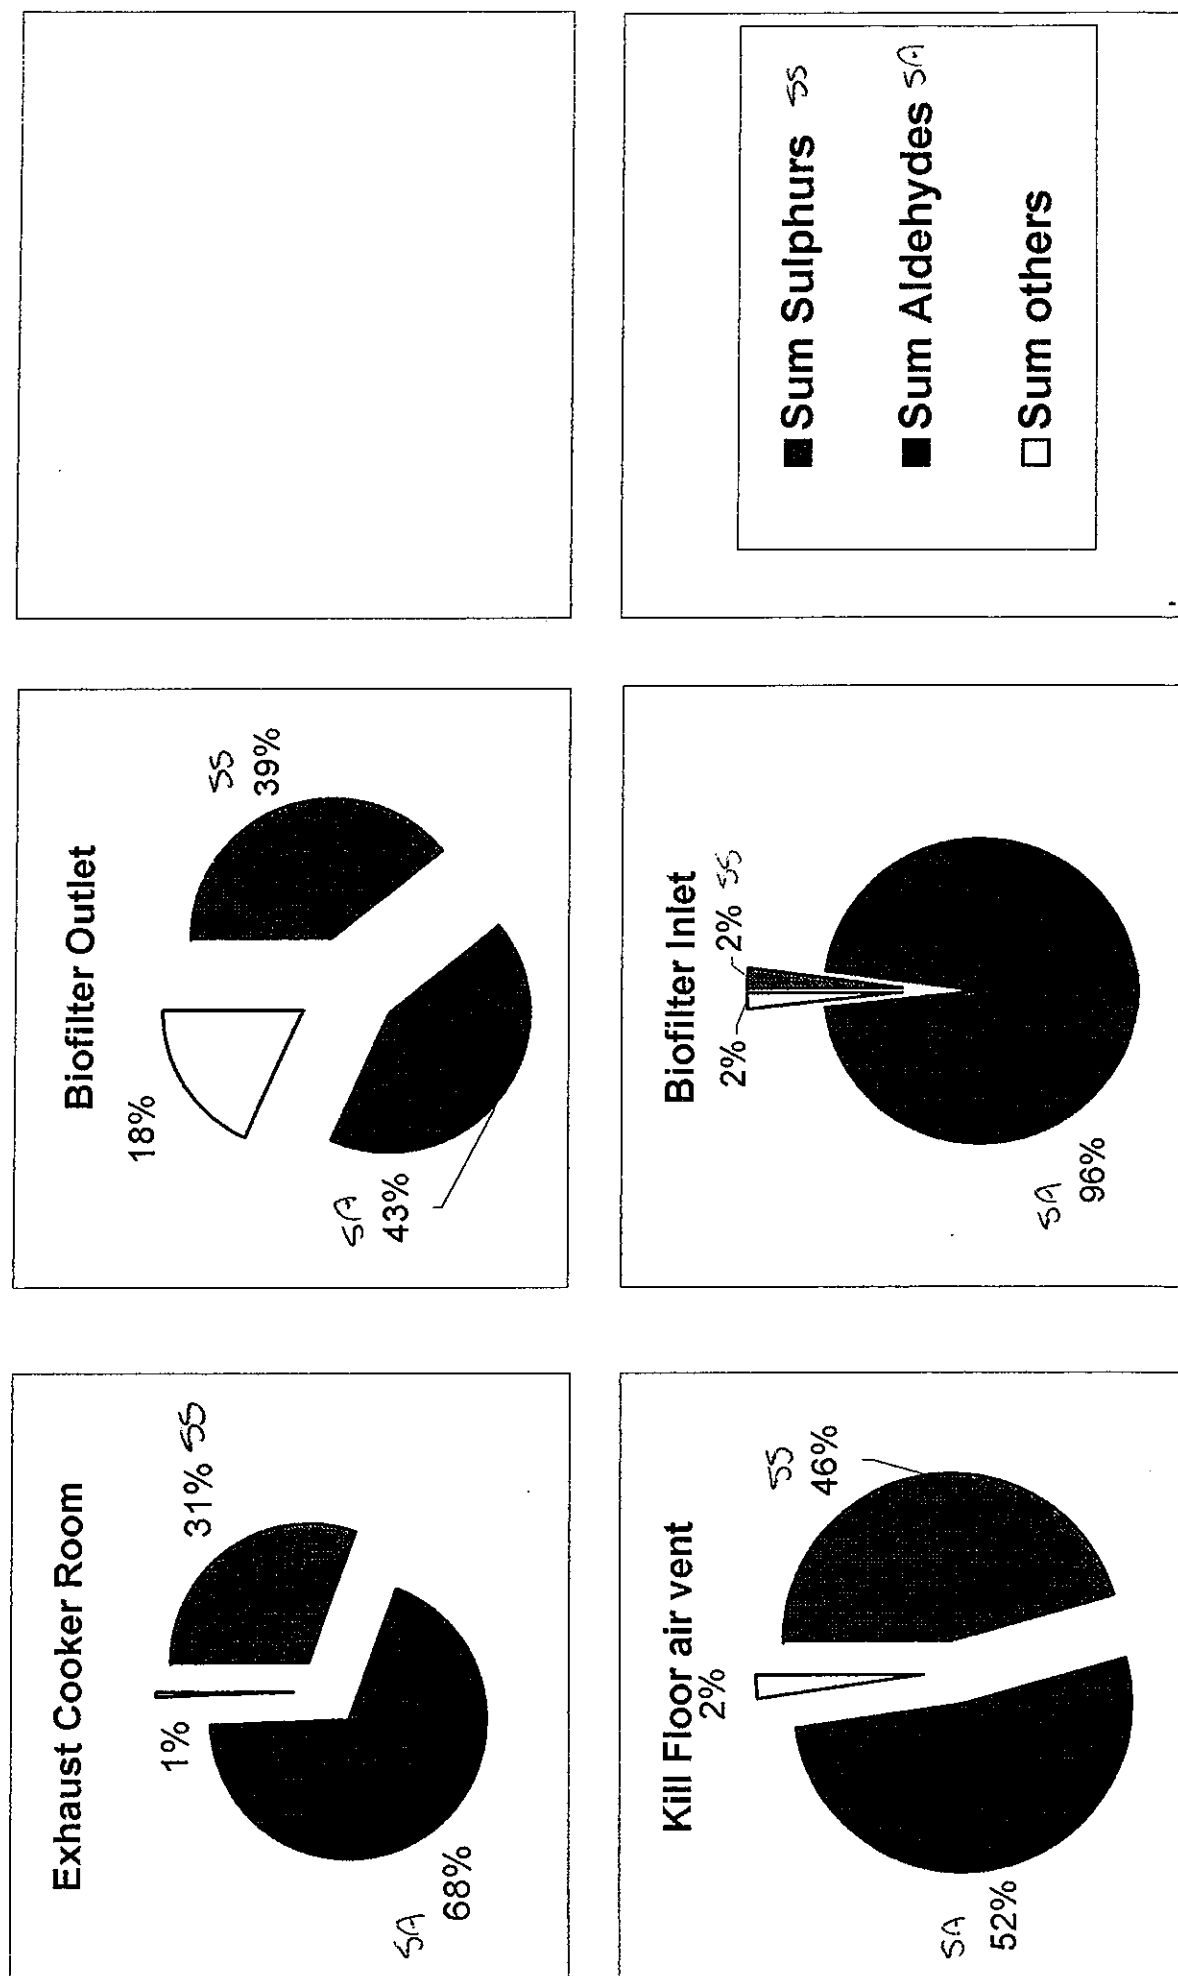 Exhaust Cooker Room
31% SS
1%
SA
68%
Biofilter Outlet
SS
39%
18%
SA
43%
Kill Floor air vent
2%
SS
46%
SA
52%
Biofilter Inlet
2%
2% SS
SA
96%
Sum Sulphurs SS
Sum Aldehydes SA
Sum others